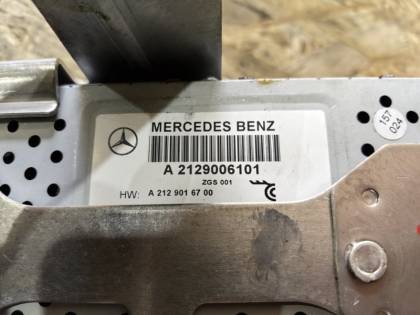 MERCEDES BENZ
A 2129006101
ZGS 001
HW: A 212 901 67 00
157
024